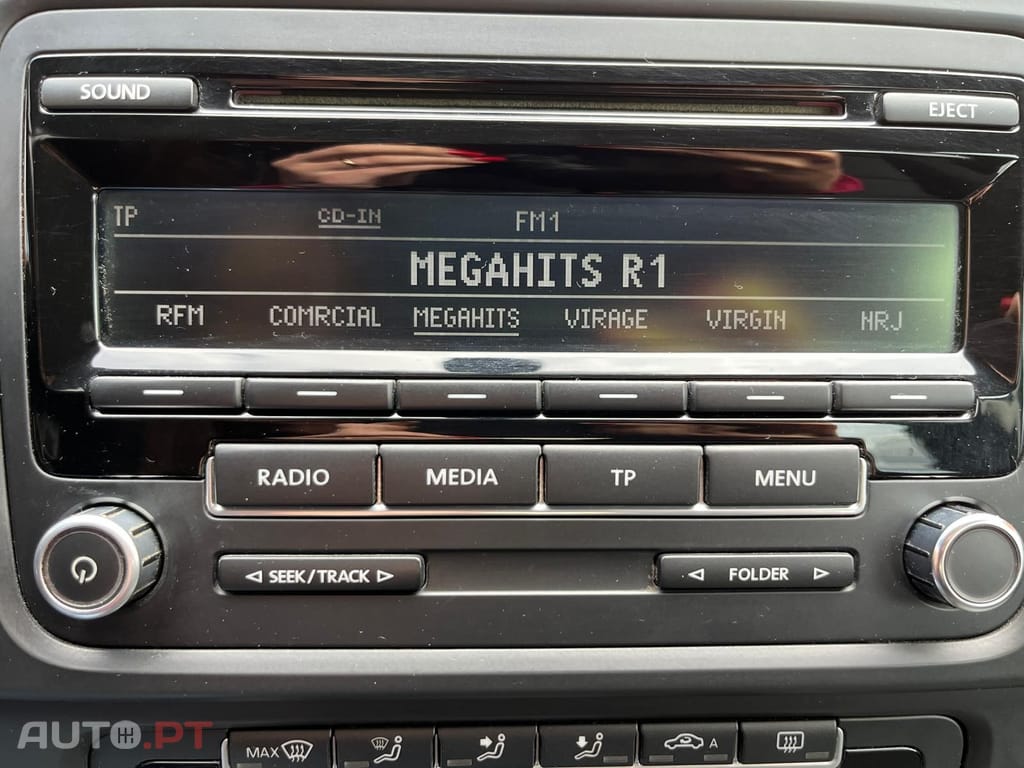 SOUND
EJECT
TP CD-IN FM1
MEGAHITS R1
RFM COMRCIAL MEGAHITS VIRAGE VIRGIN NRJ
RADIO MEDIA TP MENU
SEEK/TRACK FOLDER
MAX A
AUTO.PT